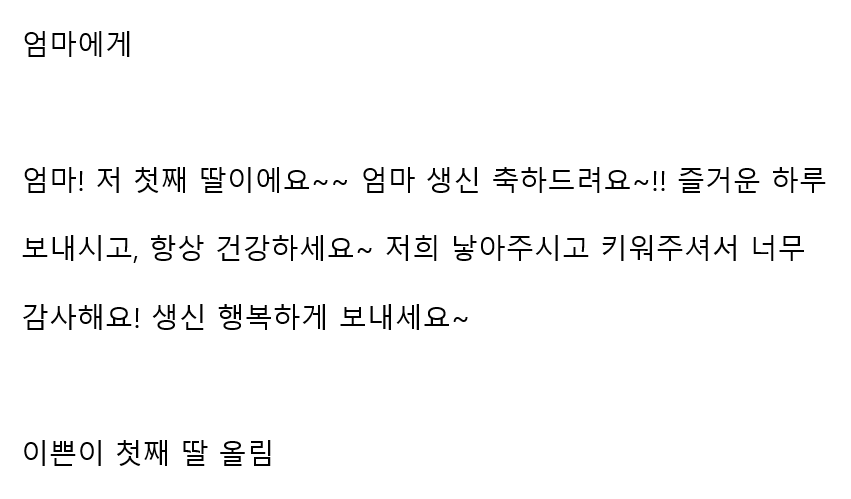 엄마에게
엄마! 저 첫째 딸이에요~~ 엄마 생신 축하드려요~!! 즐거운 하루
보내시고, 항상 건강하세요~ 저희 낳아주시고 키워주셔서 너무
감사해요! 생신 행복하게 보내세요~
이쁜이 첫째 딸 올림